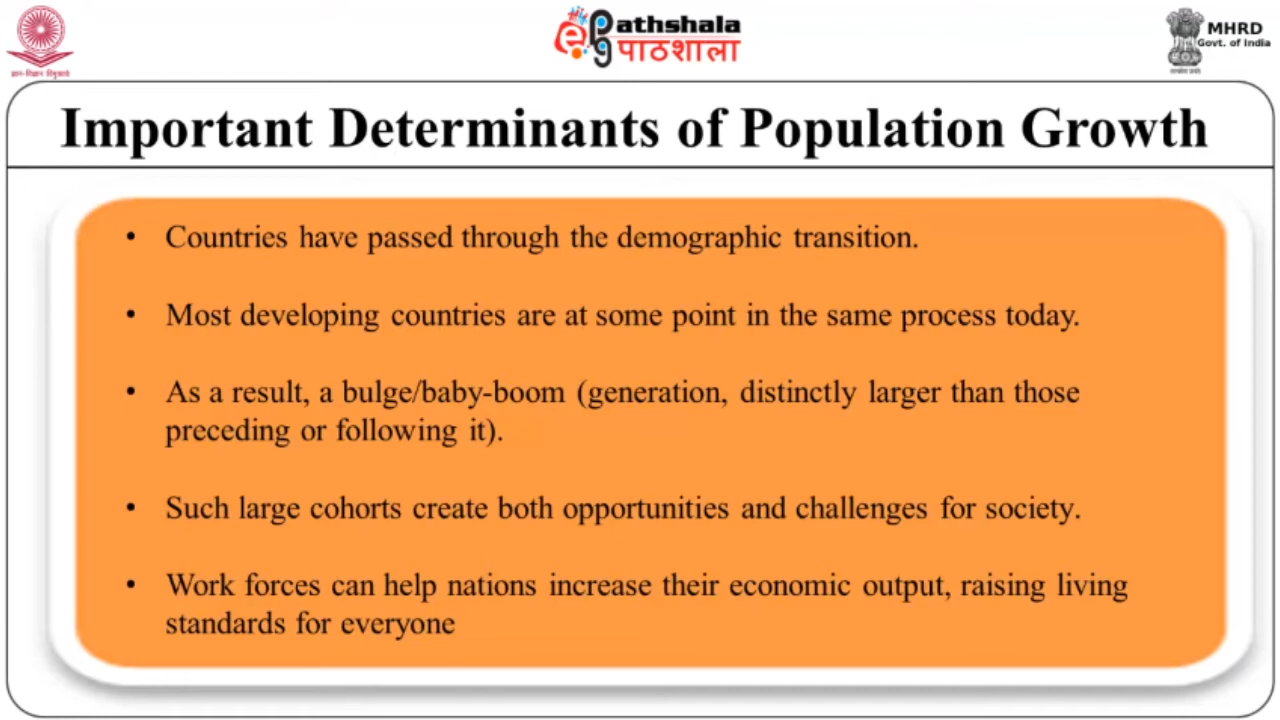 ज्ञान-विज्ञान विमुक्तये
ePG Pathshala
पाठशाला
MHRD
Govt. of India
Important Determinants of Population Growth
• Countries have passed through the demographic transition.
• Most developing countries are at some point in the same process today.
• As a result, a bulge/baby-boom (generation, distinctly larger than those
preceding or following it).
• Such large cohorts create both opportunities and challenges for society.
• Work forces can help nations increase their economic output, raising living
standards for everyone